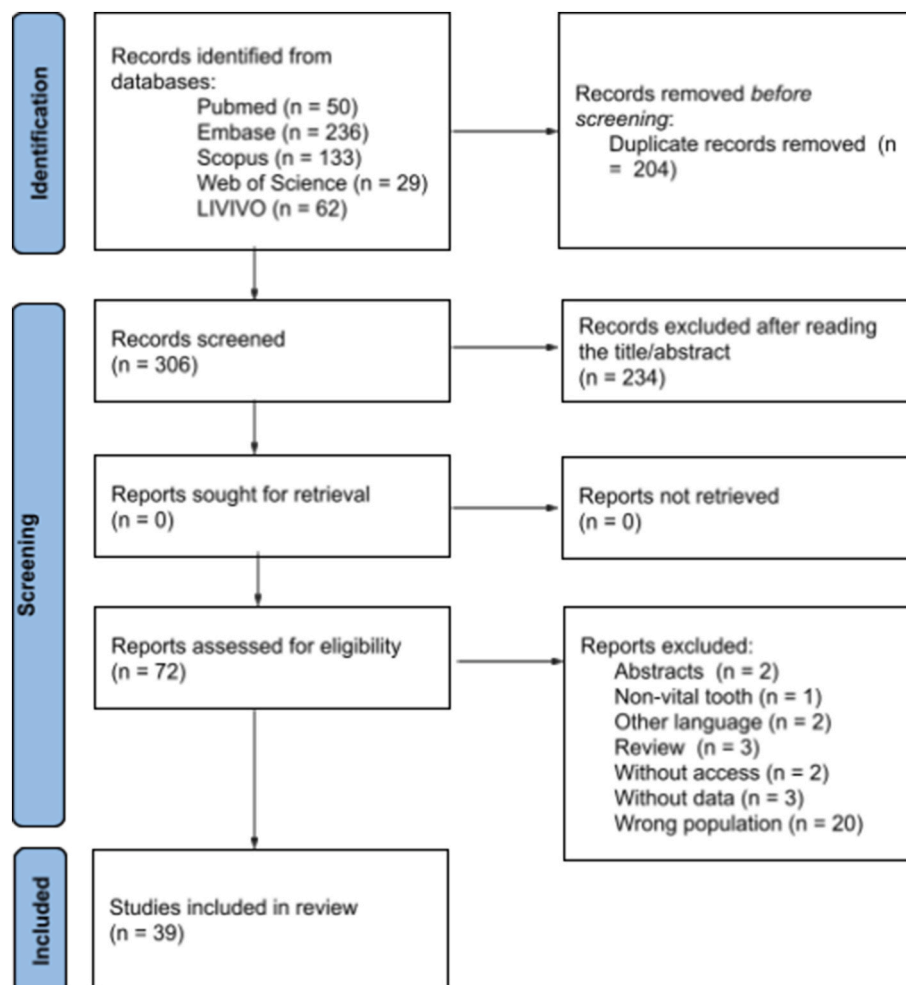 Identification
Records identified from
databases:
Pubmed (n = 50)
Embase (n = 236)
Scopus (n = 133)
Web of Science (n = 29)
LIVIVO (n = 62)
Records removed before
screening:
Duplicate records removed (n
= 204)
Screening
Records screened
(n = 306)
Records excluded after reading
the title/abstract
(n = 234)
Reports sought for retrieval
(n = 0)
Reports not retrieved
(n = 0)
Reports assessed for eligibility
(n = 72)
Reports excluded:
Abstracts (n = 2)
Non-vital tooth (n = 1)
Other language (n = 2)
Review (n = 3)
Without access (n = 2)
Without data (n = 3)
Wrong population (n = 20)
Included
Studies included in review
(n = 39)